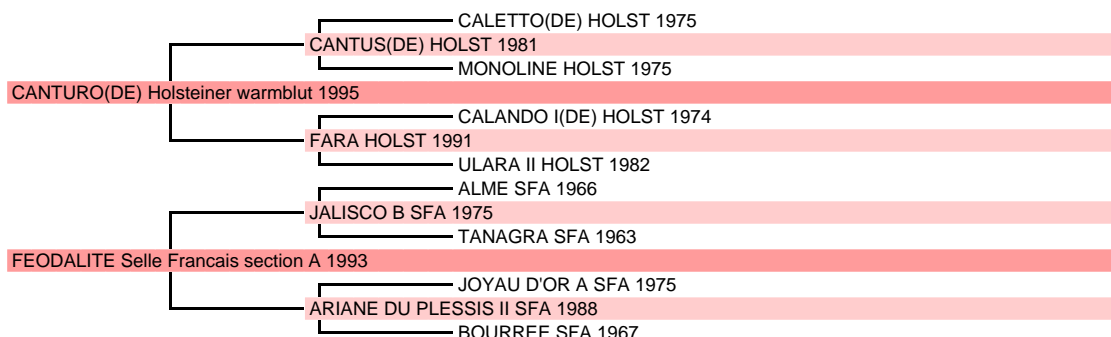 CALETTO(DE) HOLST 1975
CANTUS(DE) HOLST 1981
MONOLINE HOLST 1975
CANTURO(DE) Holsteiner warmblut 1995
CALANDO I(DE) HOLST 1974
FARA HOLST 1991
ULARA II HOLST 1982
ALME SFA 1966
JALISCO B SFA 1975
TANAGRA SFA 1963
FEODALITE Selle Francais section A 1993
JOYAU D'OR A SFA 1975
ARIANE DU PLESSIS II SFA 1988
BOURREE SFA 1967